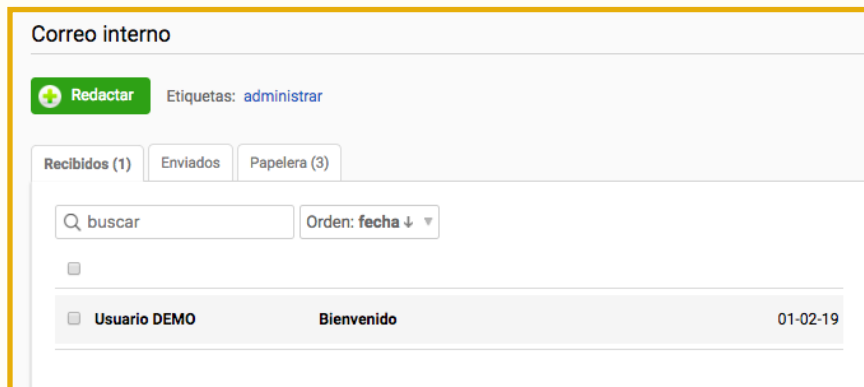 Correo interno
Redactar Etiquetas: administrar
Recibidos (1) Enviados Papelera (3)
buscar Orden: fecha ↓
Usuario DEMO Bienvenido 01-02-19